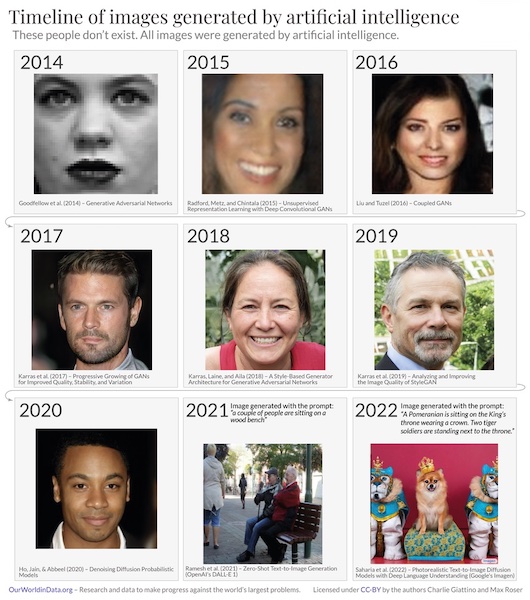 Timeline of images generated by artificial intelligence
These people don't exist. All images were generated by artificial intelligence.
2014
Goodfellow et al. (2014) – Generative Adversarial Networks
2015
Radford, Metz, and Chintala (2015) – Unsupervised
Representation Learning with Deep Convolutional GANs
2016
Liu and Tuzel (2016) – Coupled GANs
2017
Karras et al. (2017) – Progressive Growing of GANs
for Improved Quality, Stability, and Variation
2018
Karras, Laine, and Aila (2018) – A Style-Based Generator
Architecture for Generative Adversarial Networks
2019
Karras et al. (2019) – Analyzing and Improving
the Image Quality of StyleGAN
2020
Ho, Jain, & Abbeel (2020) – Denoising Diffusion Probabilistic
Models
2021
Image generated with the prompt:
"a couple of people are sitting on a
wood bench"
Ramesh et al. (2021) – Zero-Shot Text-to-Image Generation
(OpenAI's DALL-E 1)
2022
Image generated with the prompt:
"A Pomeranian is sitting on the King's
throne wearing a crown. Two tiger
soldiers are standing next to the throne."
Saharia et al. (2022) – Photorealistic Text-to-Image Diffusion
Models with Deep Language Understanding (Google's Imagen)
OurWorldinData.org – Research and data to make progress against the world's largest problems.
Licensed under CC-BY by the authors Charlie Giattino and Max Roser